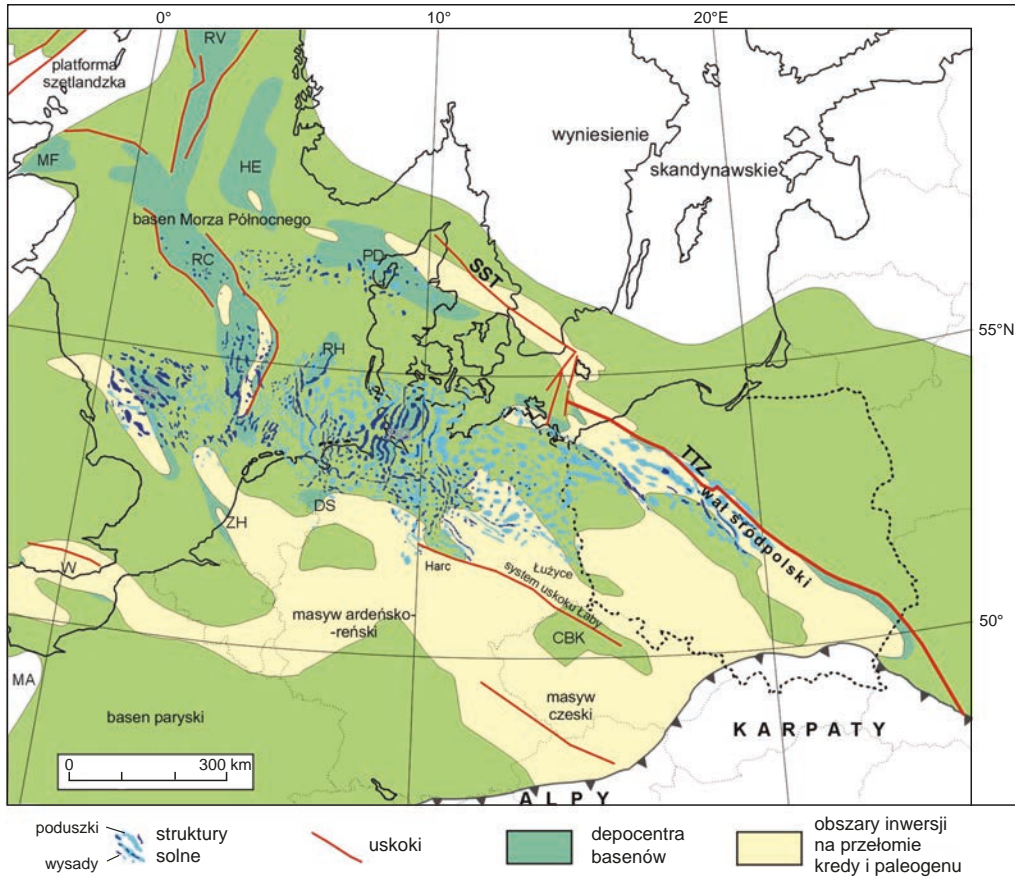 0°
10°
20°
RV
platforma
szetlandzka
MF
HE
wyniesienie
skandynawskie
basen Morza Północnego
RC
PD
SST
55°N
RH
TTZ
wał śródpolski
DS
ZH
W
Harc
Łużyce
system uskoku Łaby
masyw ardeńsko-
-reński
CBK
50°
MA
basen paryski
masyw
czeski
KARPATY
0 300 km
ALPY
poduszki
wysady
struktury
solne
uskoki
depocentra
basenów
obszary inwersji
na przełomie
kredy i paleogenu